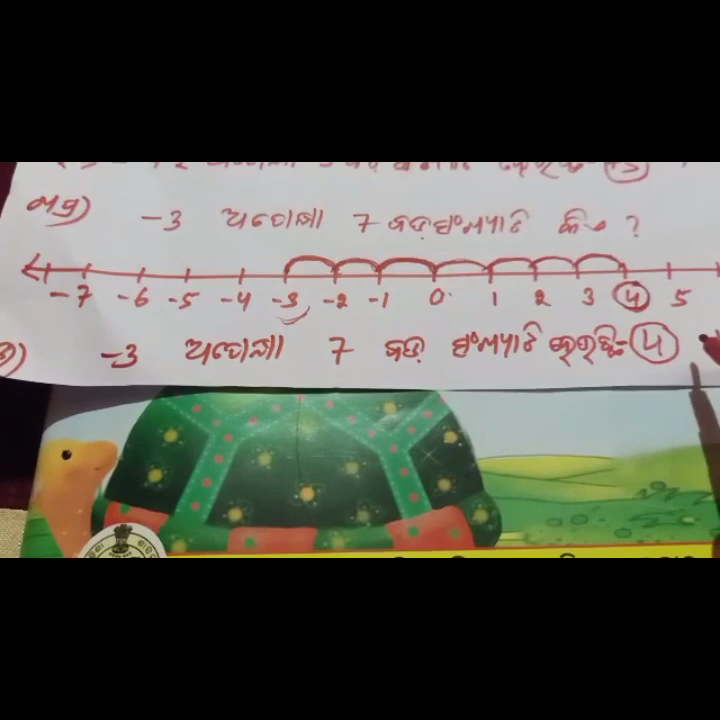 -3 ଅପେକ୍ଷା 7 ବଡ଼ ସଂଖ୍ୟାଟି କିଏ ?
-7 -6 -5 -4 -3 -2 -1 0 1 2 3 4 5
-3 ଅପେକ୍ଷା 7 ବଡ଼ ସଂଖ୍ୟାଟି ହେଉଛି 4